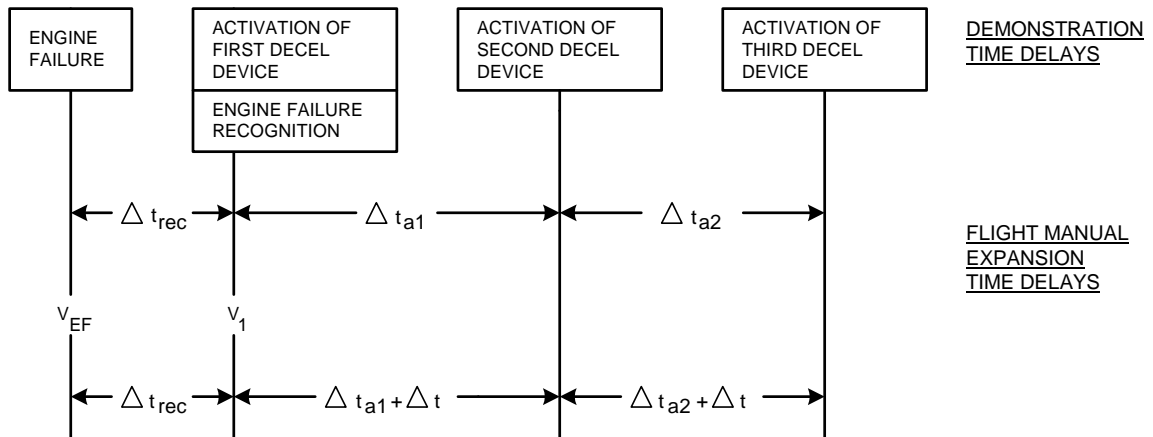 ENGINE
FAILURE
ACTIVATION OF
FIRST DECEL
DEVICE
ENGINE FAILURE
RECOGNITION
ACTIVATION OF
SECOND DECEL
DEVICE
ACTIVATION OF
THIRD DECEL
DEVICE
DEMONSTRATION
TIME DELAYS
△ trec
△ ta1
△ ta2
FLIGHT MANUAL
EXPANSION
TIME DELAYS
VEF
V1
△ trec
△ ta1 + △ t
△ ta2 + △ t